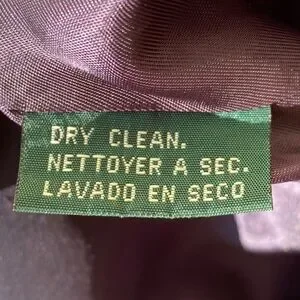 DRY CLEAN.
NETTOYER A SEC.
LAVADO EN SECO